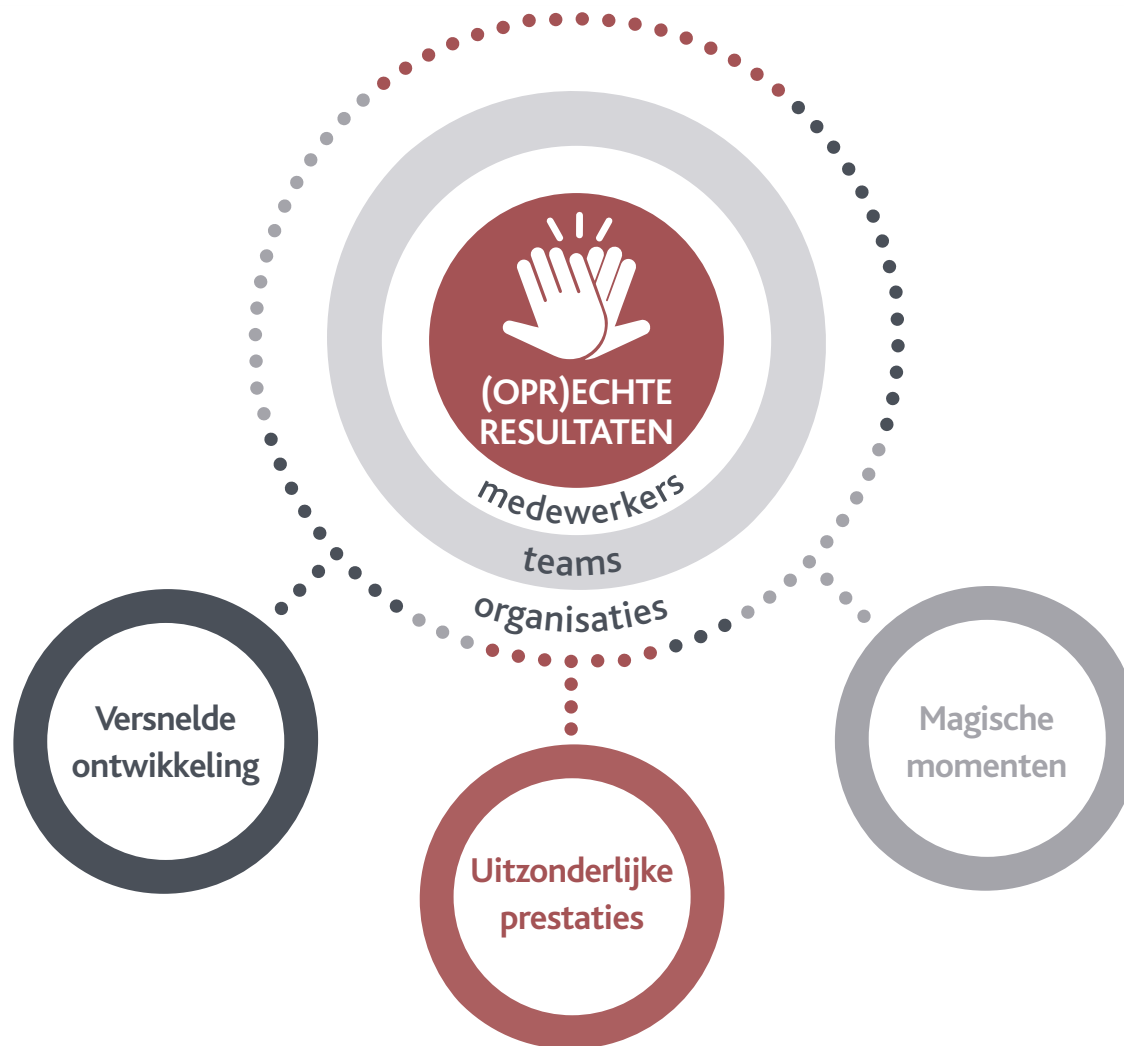 (OPR)ECHTE
RESULTATEN
medewerkers
teams
organisaties
Versnelde
ontwikkeling
Magische
momenten
Uitzonderlijke
prestaties